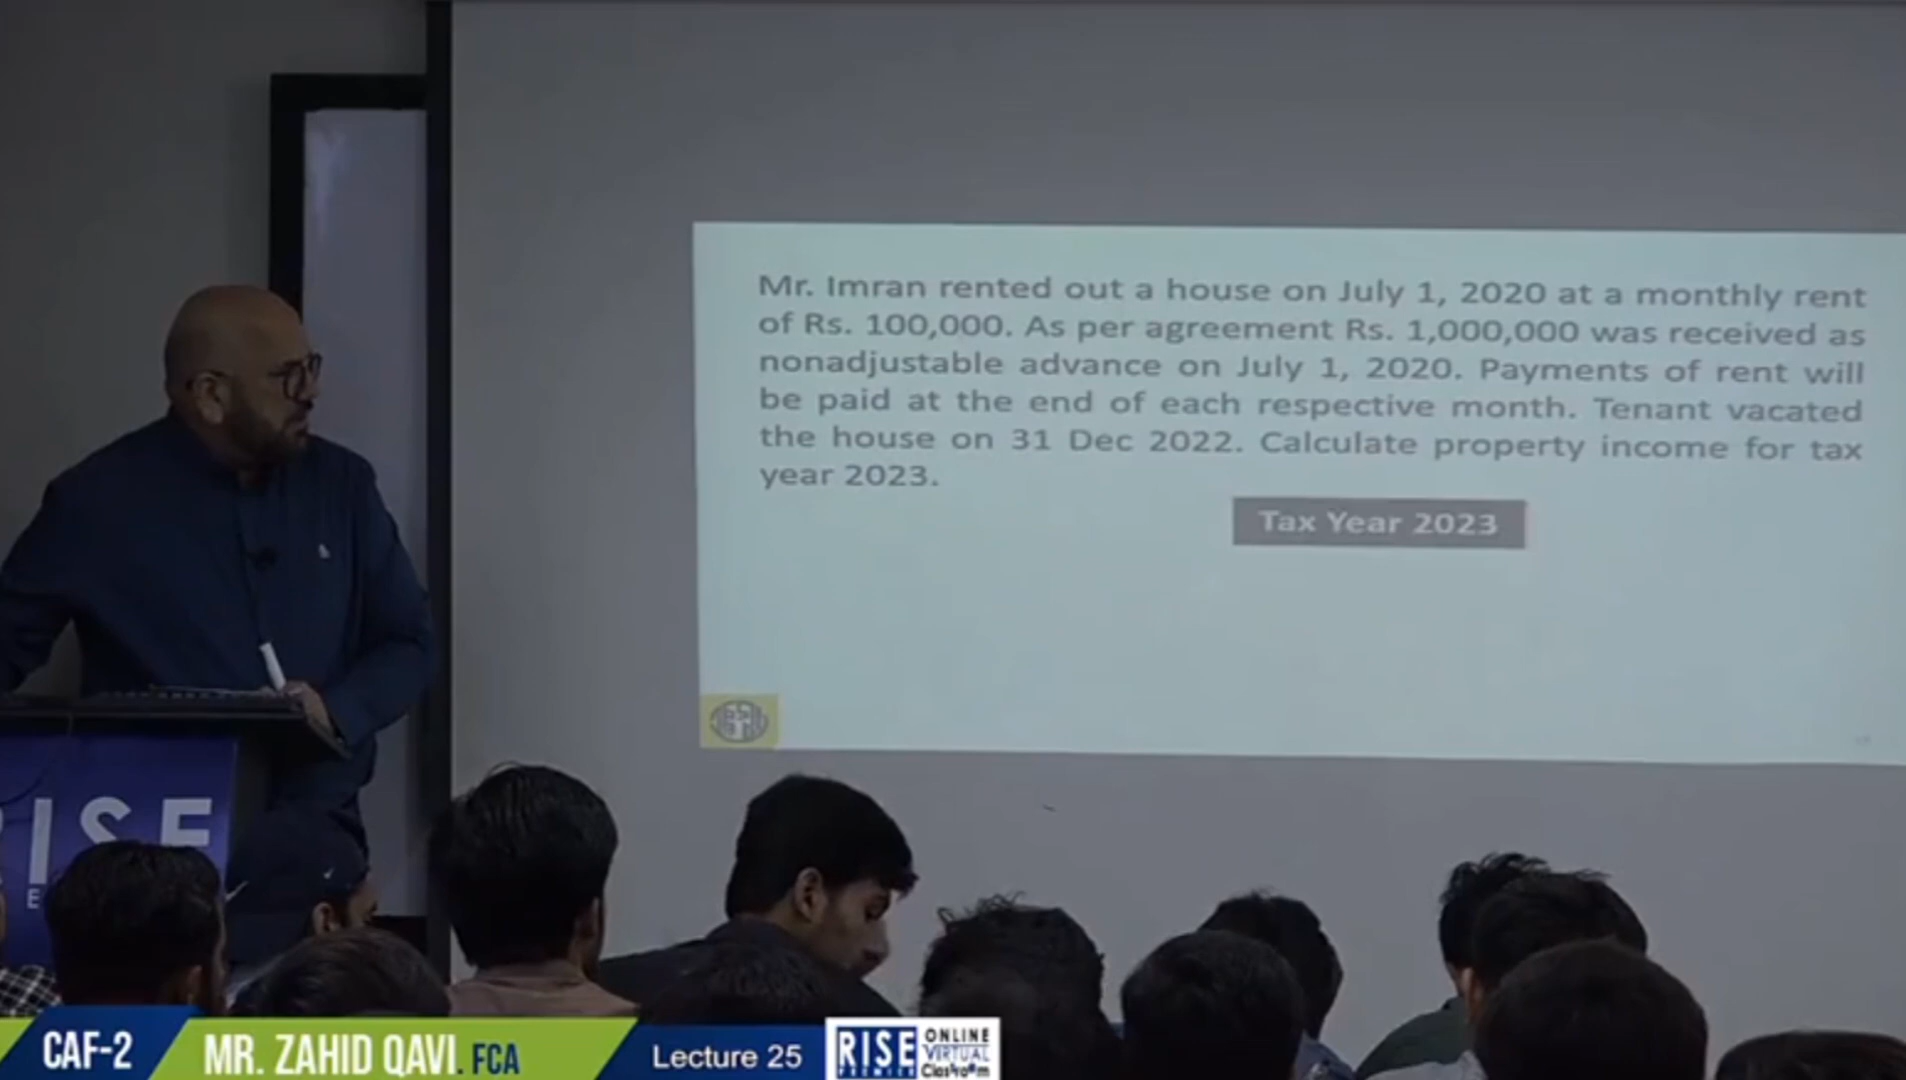 Mr. Imran rented out a house on July 1, 2020 at a monthly rent
of Rs. 100,000. As per agreement Rs. 1,000,000 was received as
nonadjustable advance on July 1, 2020. Payments of rent will
be paid at the end of each respective month. Tenant vacated
the house on 31 Dec 2022. Calculate property income for tax
year 2023.
Tax Year 2023
RISE
CAF-2
MR. ZAHID QAVI. FCA
Lecture 25
RISE
PREMIER
ONLINE
VIRTUAL
Classroom